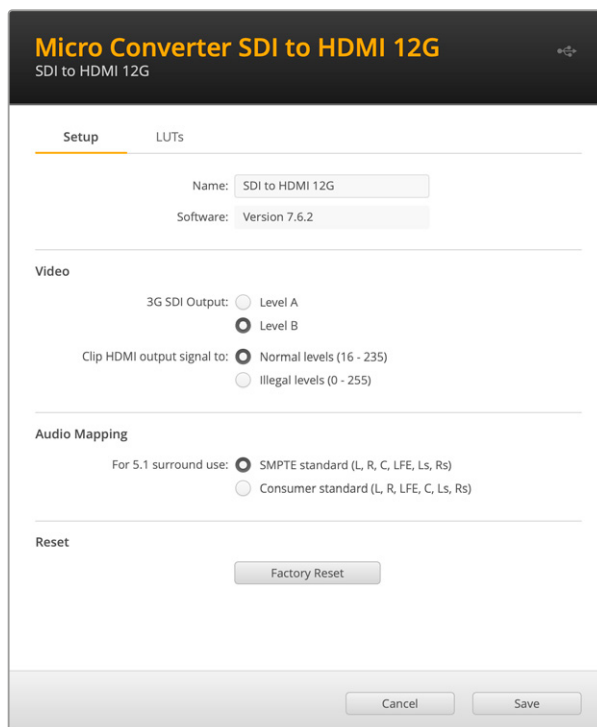 Micro Converter SDI to HDMI 12G
SDI to HDMI 12G
Setup LUTs
Name: SDI to HDMI 12G
Software: Version 7.6.2
Video
3G SDI Output: Level A
Level B
Clip HDMI output signal to: Normal levels (16 - 235)
Illegal levels (0 - 255)
Audio Mapping
For 5.1 surround use: SMPTE standard (L, R, C, LFE, Ls, Rs)
Consumer standard (L, R, LFE, C, Ls, Rs)
Reset
Factory Reset
Cancel Save